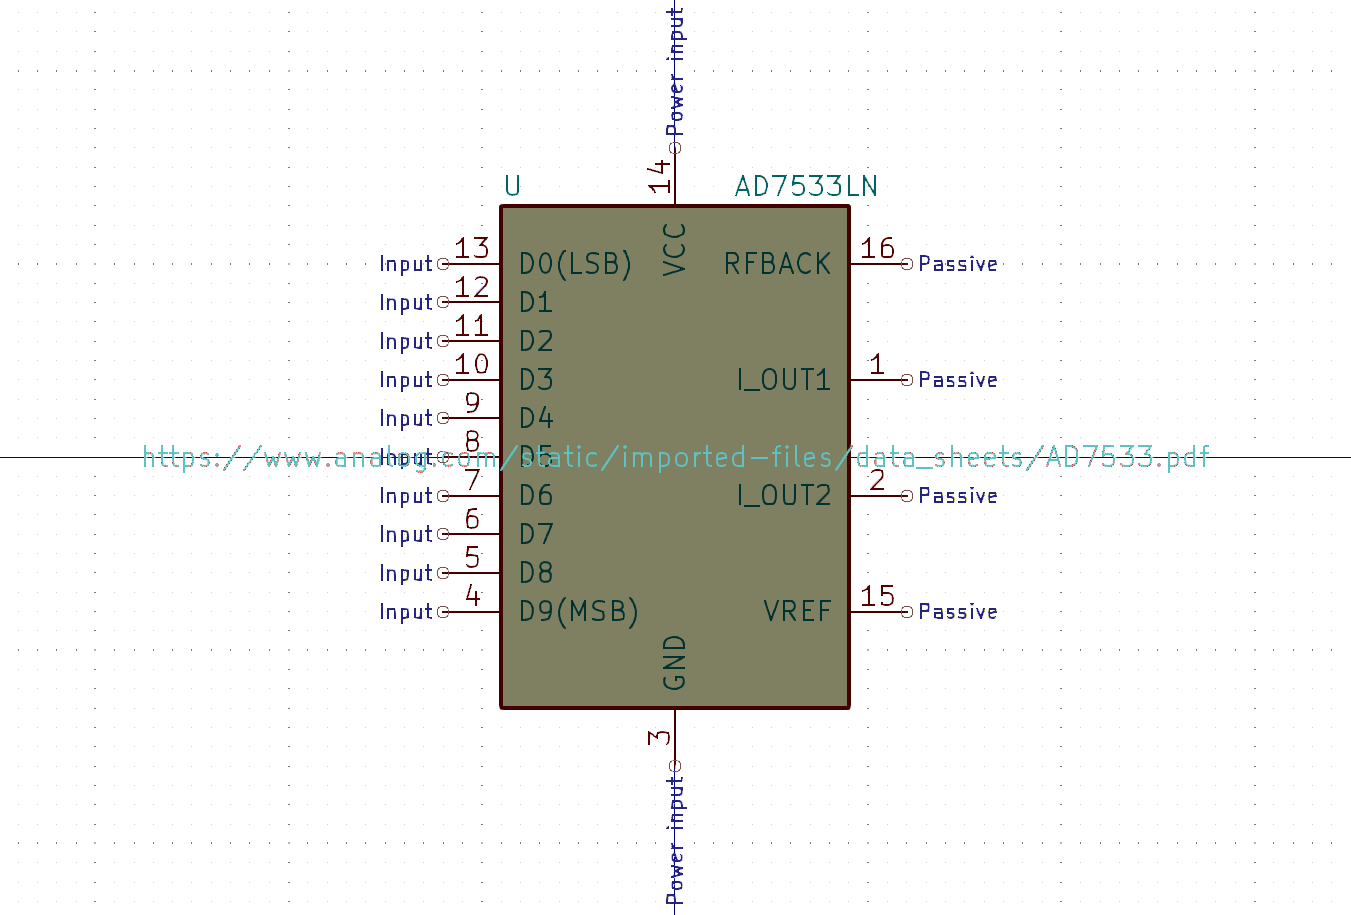 Power input
14
U AD7533LN
VCC
Input 13 D0(LSB) RFBACK 16 Passive
Input 12 D1
Input 11 D2
Input 10 D3 I_OUT1 1 Passive
Input 9 D4
Input 8 D5
https://www.analog.com/static/imported-files/data_sheets/AD7533.pdf
Input 7 D6 I_OUT2 2 Passive
Input 6 D7
Input 5 D8
Input 4 D9(MSB) VREF 15 Passive
GND
3
Power input